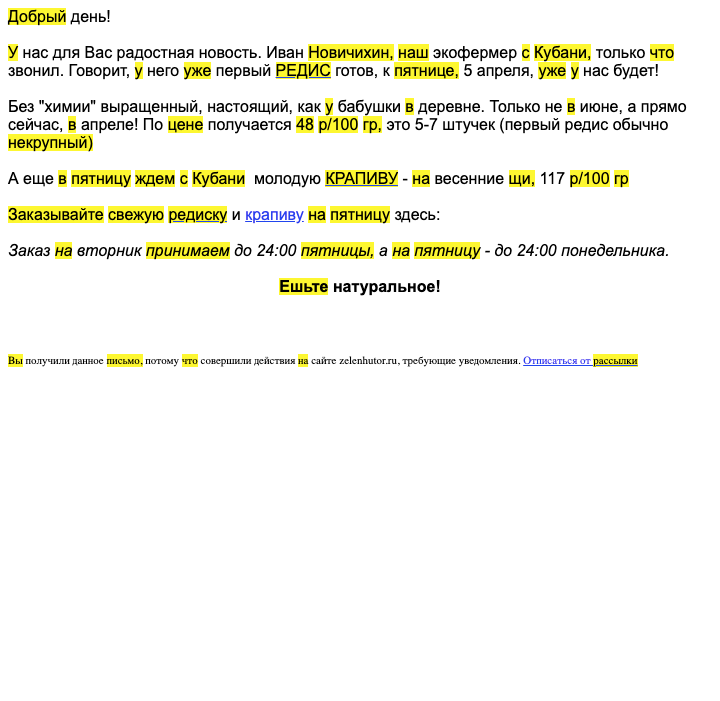 Добрый день!
У нас для Вас радостная новость. Иван Новичихин, наш экофермер с Кубани, только что
звонил. Говорит, у него уже первый РЕДИС готов, к пятнице, 5 апреля, уже у нас будет!
Без "химии" выращенный, настоящий, как у бабушки в деревне. Только не в июне, а прямо
сейчас, в апреле! По цене получается 48 р/100 гр, это 5-7 штучек (первый редис обычно
некрупный)
А еще в пятницу ждем с Кубани молодую КРАПИВУ - на весенние щи, 117 р/100 гр
Заказывайте свежую редиску и крапиву на пятницу здесь:
Заказ на вторник принимаем до 24:00 пятницы, а на пятницу - до 24:00 понедельника.
Ешьте натуральное!
Вы получили данное письмо, потому что совершили действия на сайте zelenhutor.ru, требующие уведомления. Отписаться от рассылки